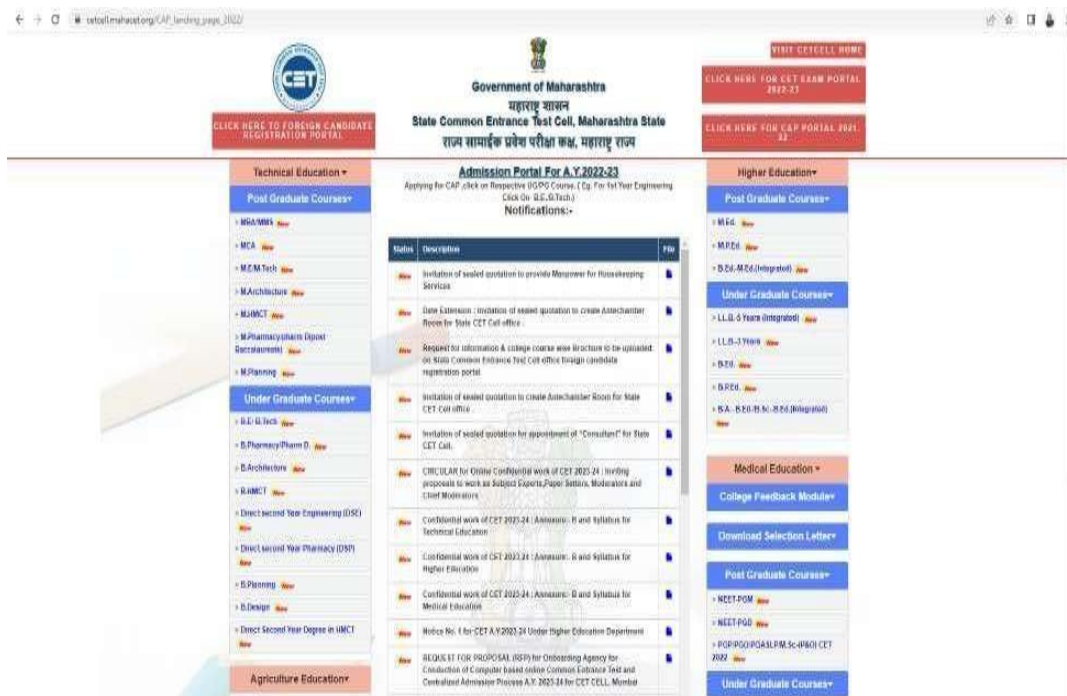 cetcell.mahacet.org/CAP_landing_page_2022/
CET
CLICK HERE TO FOREIGN CANDIDATE
REGISTRATION PORTAL
Government of Maharashtra
महाराष्ट्र शासन
State Common Entrance Test Cell, Maharashtra State
राज्य सामाईक प्रवेश परीक्षा कक्ष, महाराष्ट्र राज्य
VISIT CETCELL HOME
CLICK HERE FOR CET EXAM PORTAL
2022-23
CLICK HERE FOR CAP PORTAL 2021-
22
Technical Education
Post Graduate Courses
MBA/MMS New
MCA New
M.E/M.Tech New
M.Architecture New
M.HMCT New
M.Pharmacy/pharm D(post
Baccalaureate) New
M.Planning New
Under Graduate Courses
B.E/ B.Tech New
B.Pharmacy/Pharm D. New
B.Architecture New
B.HMCT New
Direct second Year Engineering (DSE)
New
Direct second Year Pharmacy (DSP)
New
B.Planning New
B.Design New
Direct Second Year Degree in HMCT
New
Agriculture Education
Admission Portal For A.Y.2022-23
Applying for CAP ,click on Respective UG/PG Course. ( Eg. For 1st Year Engineering
Click On B.E.,B.Tech.)
Notifications:-
Status Description File
New Invitation of sealed quotation to provide Manpower for Housekeeping
Services
New Date Extension : Invitation of sealed quotation to create Antechamber
Room for State CET Cell office .
New Request for information & college course wise Brochure to be uploaded
on State Common Entrance Test Cell office foreign candidate
registration portal
New Invitation of sealed quotation to create Antechamber Room for State
CET Cell office .
New Invitation of sealed quotation for appointment of "Consultant" for State
CET Cell.
New CIRCULAR for Online Confidential work of CET 2023-24 : Inviting
proposals to work as Subject Experts,Paper Setters, Moderators and
Chief Moderators
New Confidential work of CET 2023-24 : Annexure:- B and Syllabus for
Technical Education
New Confidential work of CET 2023-24 : Annexure:- B and Syllabus for
Higher Education
New Confidential work of CET 2023-24 : Annexure:- B and Syllabus for
Medical Education
New Notice No. 1 for CET A.Y.2023-24 Under Higher Education Department
New REQUEST FOR PROPOSAL (RFP) for Onboarding Agency for
Conduction of Computer based online Common Entrance Test and
Centralized Admission Process A.Y. 2023-24 for CET CELL, Mumbai
Higher Education
Post Graduate Courses
M.Ed. New
M.P.Ed. New
B.Ed.-M.Ed.(Integrated) New
Under Graduate Courses
LL.B.-5 Years (Integrated) New
LL.B.-3 Years New
B.Ed. New
B.P.Ed. New
B.A.- B.Ed./B.Sc.-B.Ed.(Integrated)
New
Medical Education
College Feedback Module
Download Selection Letter
Post Graduate Courses
NEET-PGM New
NEET-PGD New
PGP/PGO/PGASLP/M.Sc-(P&O) CET
2022 New
Under Graduate Courses